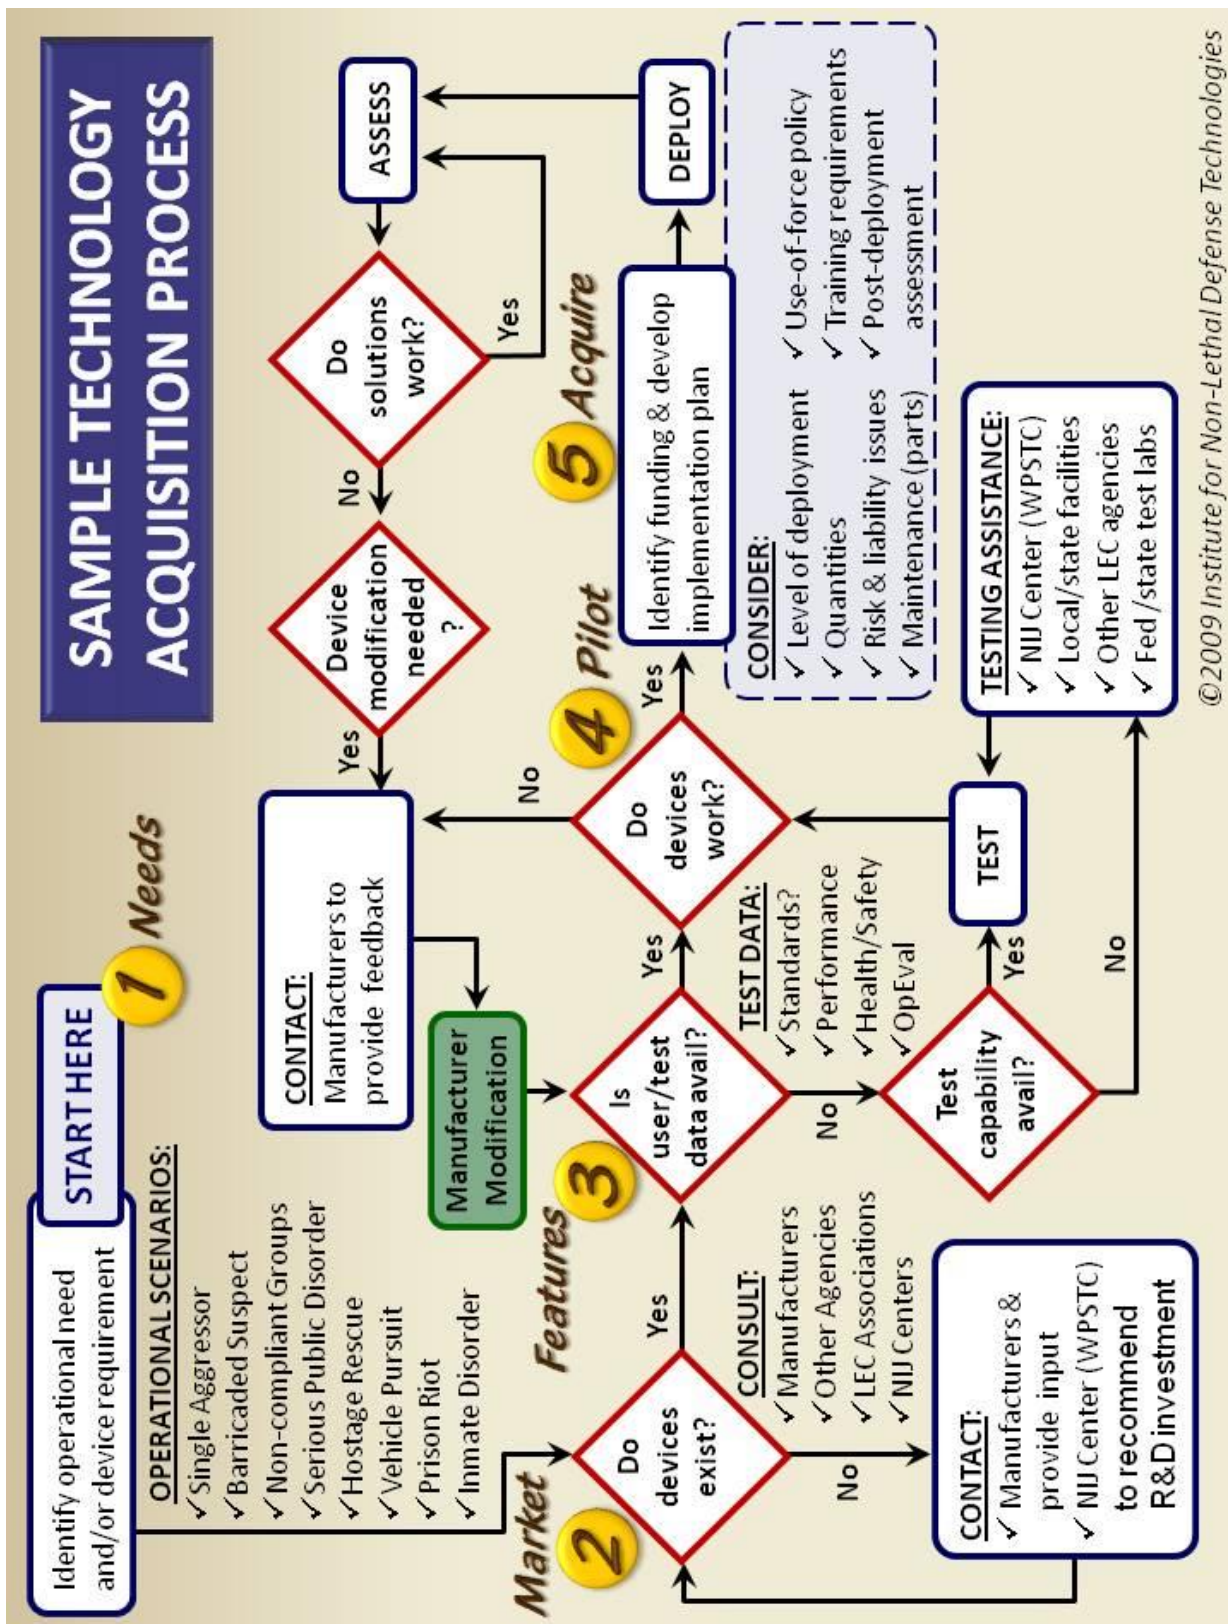 SAMPLE TECHNOLOGY
ACQUISITION PROCESS
START HERE
1 Needs
Identify operational need
and/or device requirement
OPERATIONAL SCENARIOS:
✓ Single Aggressor
✓ Barricaded Suspect
✓ Non-compliant Groups
✓ Serious Public Disorder
✓ Hostage Rescue
✓ Vehicle Pursuit
✓ Prison Riot
✓ Inmate Disorder
Market
2
Do
devices
exist?
Yes
No
CONSULT:
✓ Manufacturers
✓ Other Agencies
✓ LEC Associations
✓ NIJ Centers
CONTACT:
✓ Manufacturers &
provide input
✓ NIJ Center (WPSTC)
to recommend
R&D investment
Features
3
Is
user/test
data avail?
Yes
No
TEST DATA:
✓ Standards?
✓ Performance
✓ Health/Safety
✓ OpEval
Test
capability
avail?
Yes
No
TEST
TESTING ASSISTANCE:
✓ NIJ Center (WPSTC)
✓ Local/state facilities
✓ Other LEC agencies
✓ Fed/state test labs
4 Pilot
Do
devices
work?
Yes
No
CONTACT:
Manufacturers to
provide feedback
Manufacturer
Modification
5 Acquire
Identify funding & develop
implementation plan
CONSIDER:
✓ Level of deployment
✓ Quantities
✓ Risk & liability issues
✓ Maintenance (parts)
✓ Use-of-force policy
✓ Training requirements
✓ Post-deployment
assessment
DEPLOY
ASSESS
Do
solutions
work?
Yes
No
Device
modification
needed
?
Yes
©2009 Institute for Non-Lethal Defense Technologies